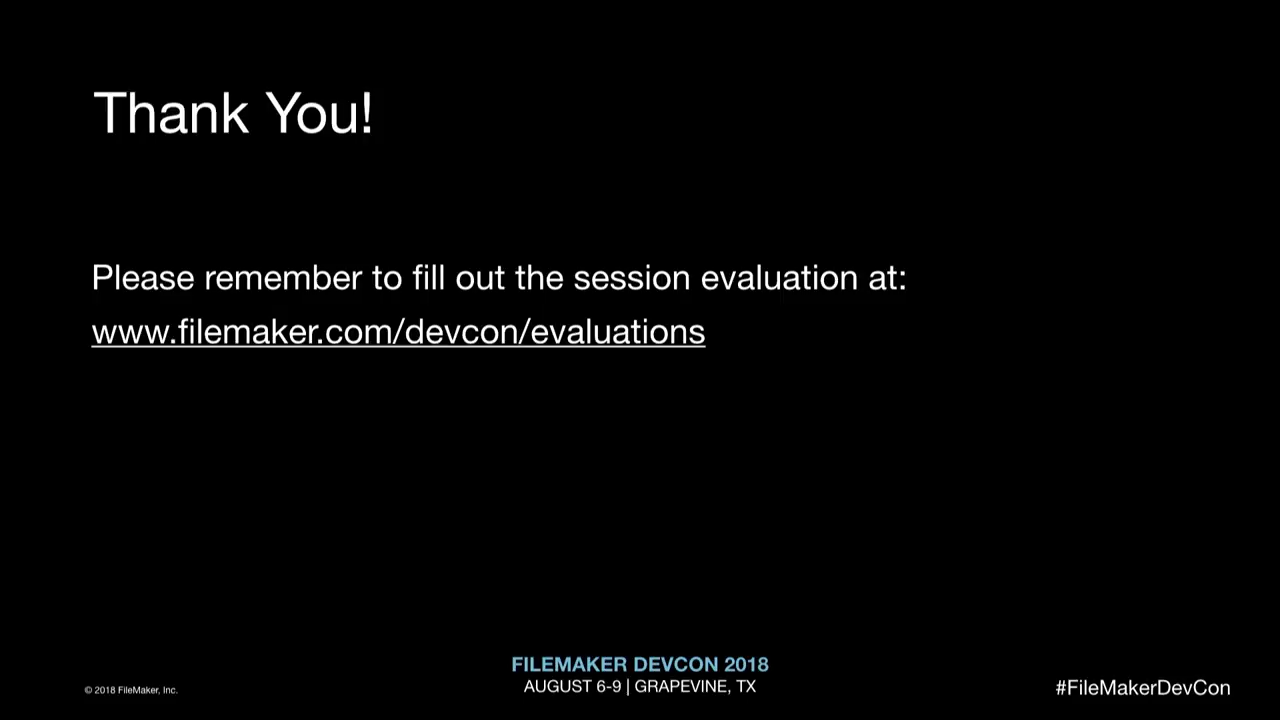 Thank You!
Please remember to fill out the session evaluation at:
www.filemaker.com/devcon/evaluations
FILEMAKER DEVCON 2018
AUGUST 6-9 | GRAPEVINE, TX
© 2018 FileMaker, Inc.
#FileMakerDevCon